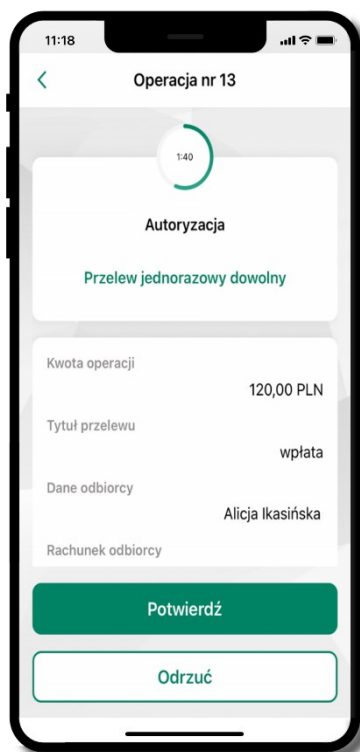 11:18
Operacja nr 13
1:40
Autoryzacja
Przelew jednorazowy dowolny
Kwota operacji
120,00 PLN
Tytuł przelewu
wpłata
Dane odbiorcy
Alicja Ikasińska
Rachunek odbiorcy
Potwierdź
Odrzuć